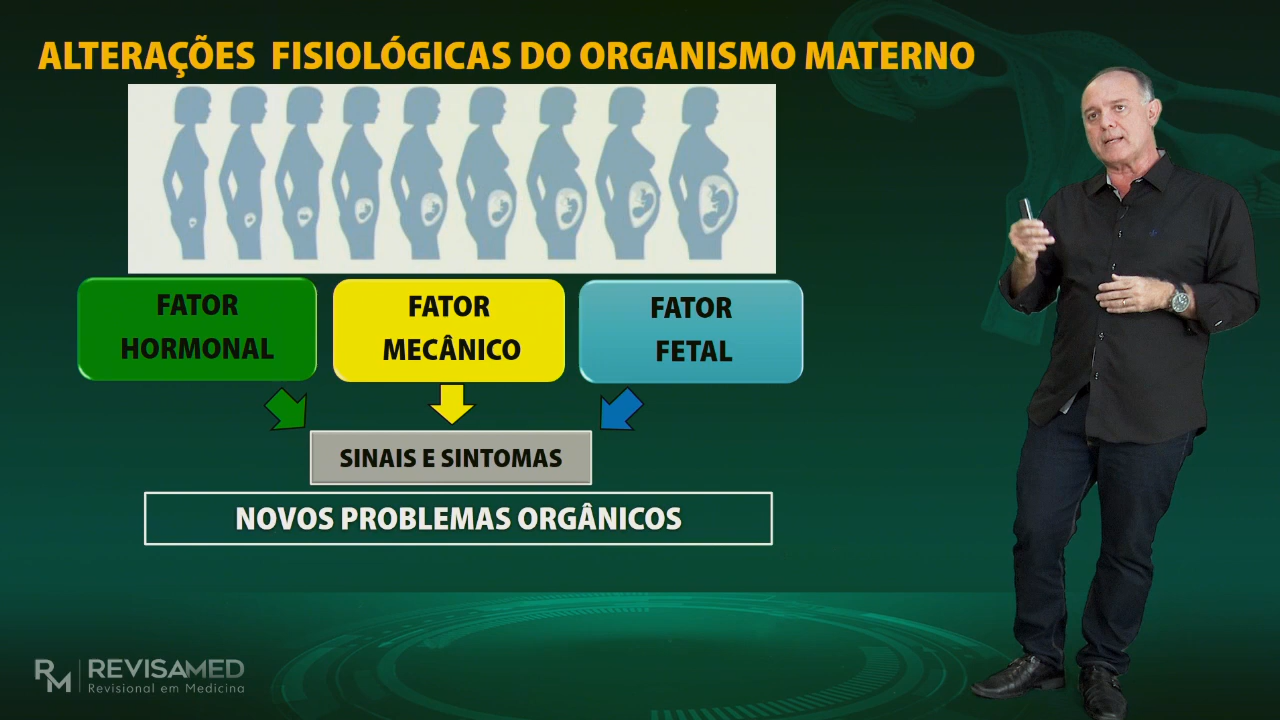 ALTERAÇÕES FISIOLÓGICAS DO ORGANISMO MATERNO
FATOR
HORMONAL
FATOR
MECÂNICO
FATOR
FETAL
SINAIS E SINTOMAS
NOVOS PROBLEMAS ORGÂNICOS
RM REVISAMED
Revisional em Medicina